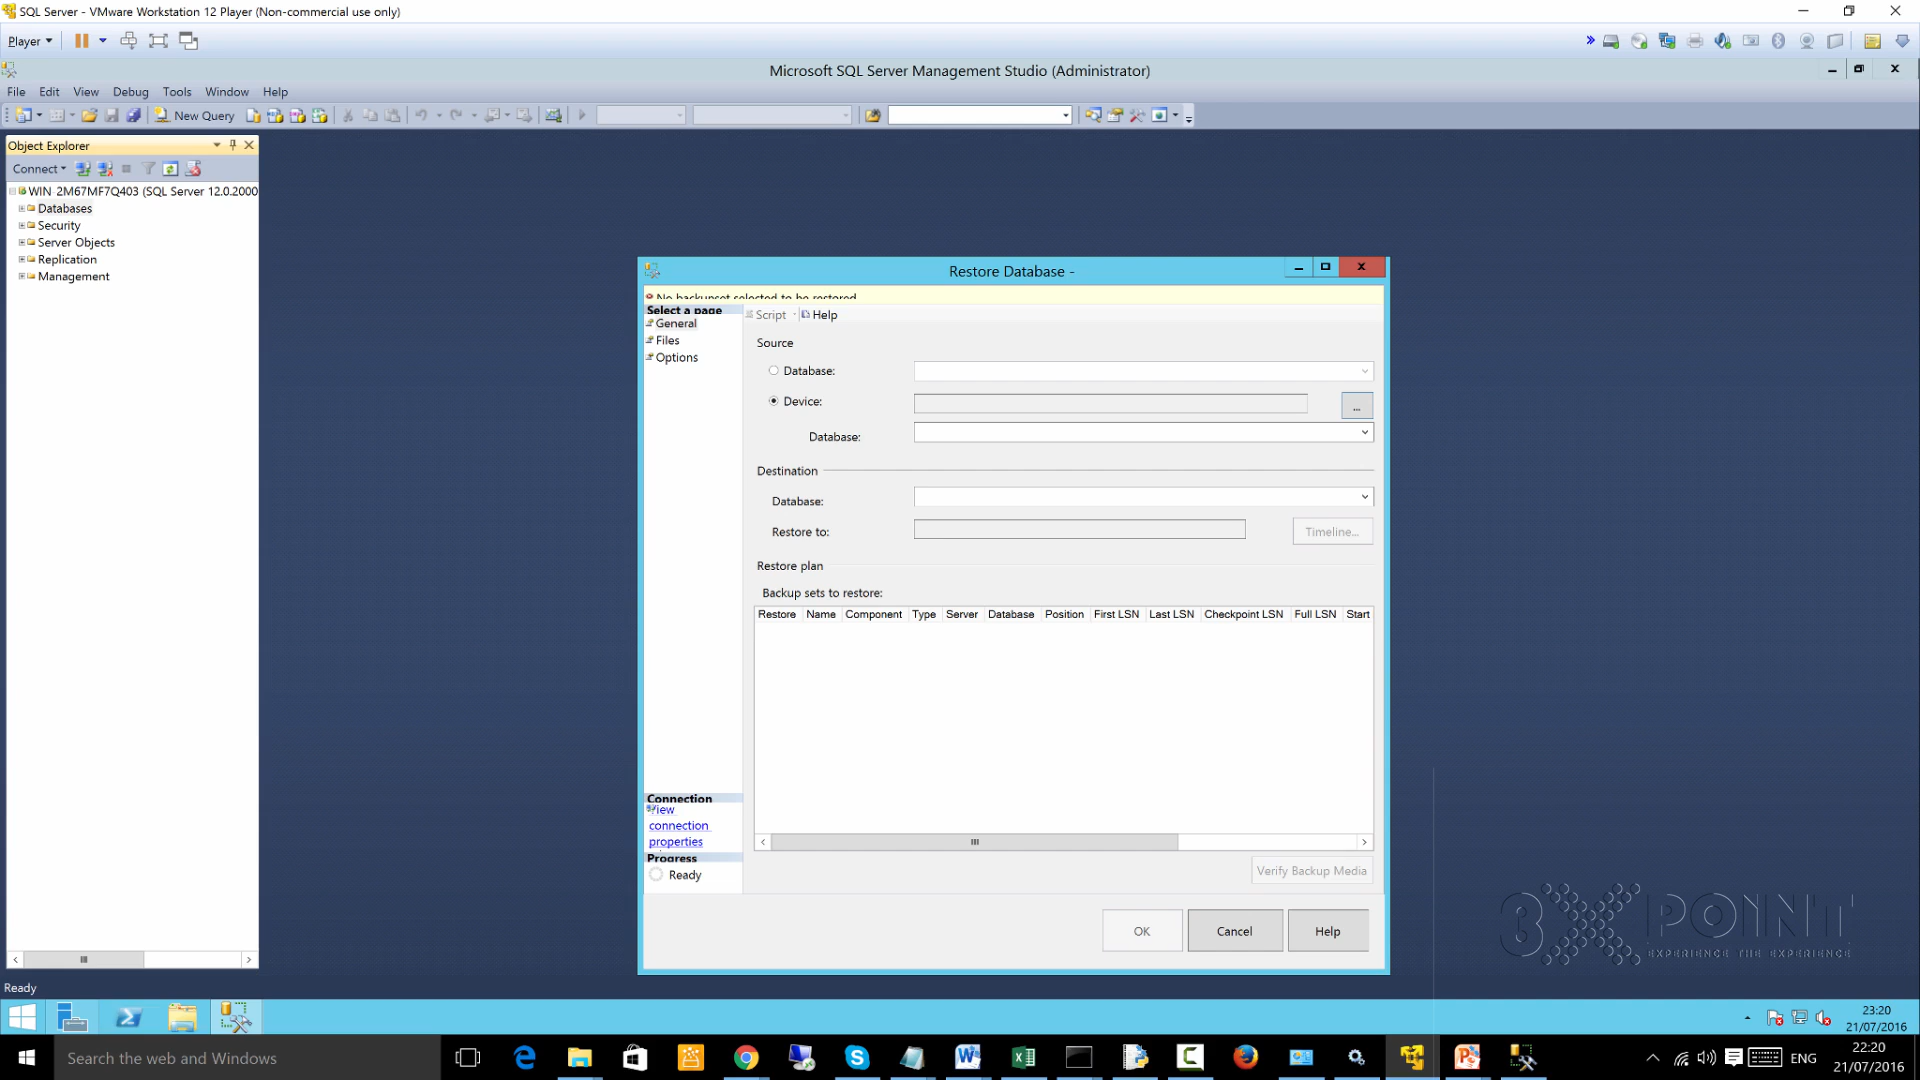 SQL Server - VMware Workstation 12 Player (Non-commercial use only)
Player
Microsoft SQL Server Management Studio (Administrator)
File Edit View Debug Tools Window Help
New Query
Object Explorer
Connect
WIN 2M67MF7Q403 (SQL Server 12.0.2000
Databases
Security
Server Objects
Replication
Management
Restore Database -
No backupset selected to be restored
Select a page
General
Files
Options
Script
Help
Source
Database:
Device:
...
Database:
Destination
Database:
Restore to:
Timeline...
Restore plan
Backup sets to restore:
Restore Name Component Type Server Database Position First LSN Last LSN Checkpoint LSN Full LSN Start
Connection
View
connection
properties
Progress
Ready
Verify Backup Media
OK
Cancel
Help
3XPOINT
EXPERIENCE THE EXPERIENCE
Ready
23:20
21/07/2016
Search the web and Windows
ENG
22:20
21/07/2016